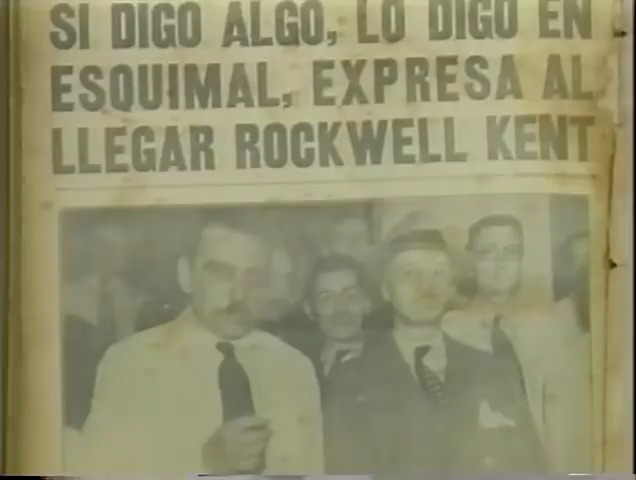 SI DIGO ALGO, LO DIGO EN
ESQUIMAL, EXPRESA AL
LLEGAR ROCKWELL KENT